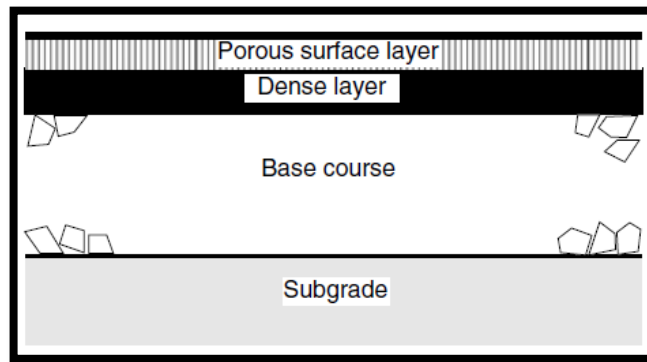 Porous surface layer
Dense layer
Base course
Subgrade